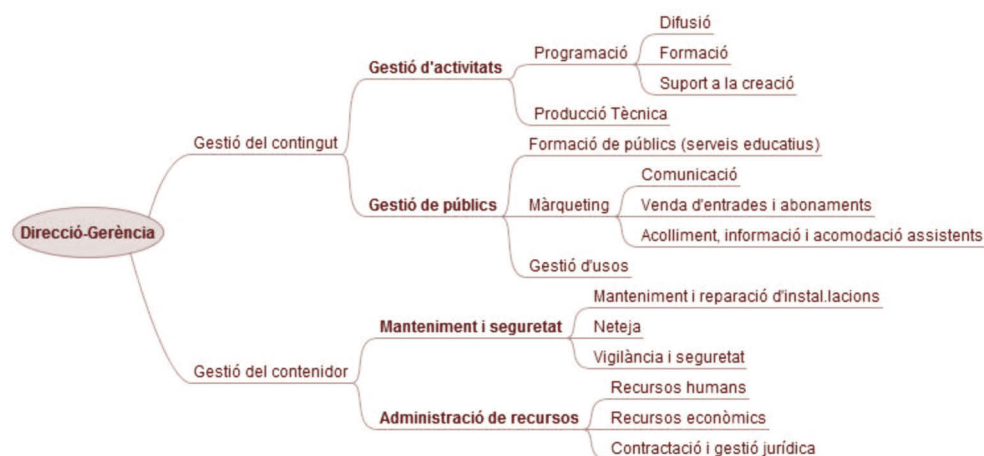 Direcció-Gerència
Gestió del contingut
Gestió d'activitats
Programació
Difusió
Formació
Suport a la creació
Producció Tècnica
Gestió de públics
Formació de públics (serveis educatius)
Màrqueting
Comunicació
Venda d'entrades i abonaments
Acolliment, informació i acomodació assistents
Gestió d'usos
Gestió del contenidor
Manteniment i seguretat
Manteniment i reparació d'instal.lacions
Neteja
Vigilància i seguretat
Administració de recursos
Recursos humans
Recursos econòmics
Contractació i gestió jurídica